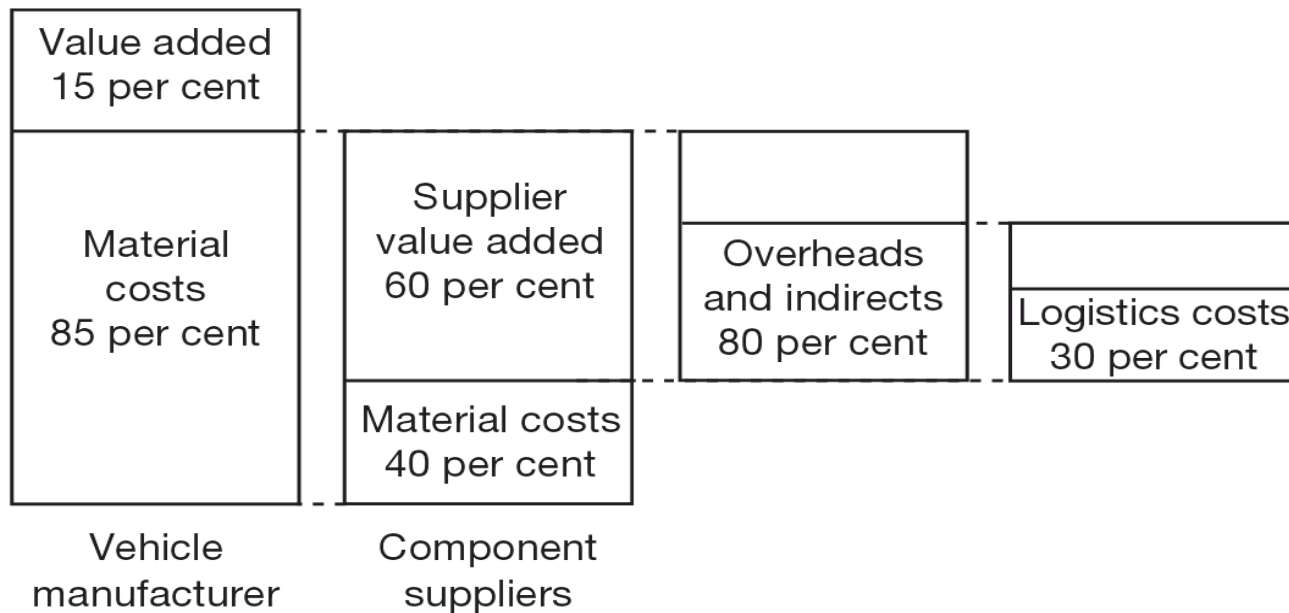 Value added
15 per cent
Material
costs
85 per cent
Supplier
value added
60 per cent
Material costs
40 per cent
Overheads
and indirects
80 per cent
Logistics costs
30 per cent
Vehicle
manufacturer
Component
suppliers